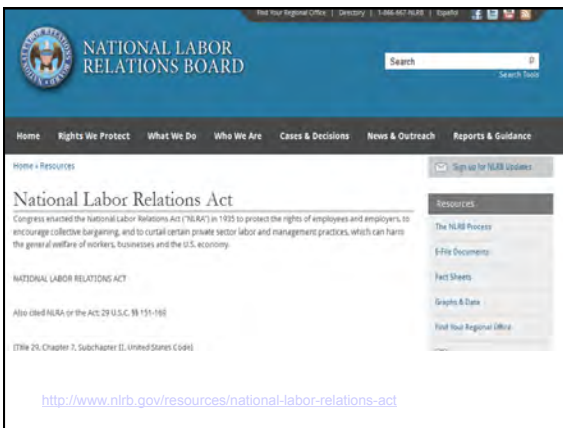 Find Your Regional Office | Directory | 1-866-667-NLRB | Español
NATIONAL LABOR
RELATIONS BOARD
Search
Search Tools
Home Rights We Protect What We Do Who We Are Cases & Decisions News & Outreach Reports & Guidance
Home » Resources
Sign up for NLRB Updates
National Labor Relations Act
Congress enacted the National Labor Relations Act ("NLRA") in 1935 to protect the rights of employees and employers, to
encourage collective bargaining, and to curtail certain private sector labor and management practices, which can harm
the general welfare of workers, businesses and the U.S. economy.
NATIONAL LABOR RELATIONS ACT
Also cited NLRA or the Act; 29 U.S.C. §§ 151-169
[Title 29, Chapter 7, Subchapter II, United States Code]
Resources
The NLRB Process
E-File Documents
Fact Sheets
Graphs & Data
Find Your Regional Office
http://www.nlrb.gov/resources/national-labor-relations-act